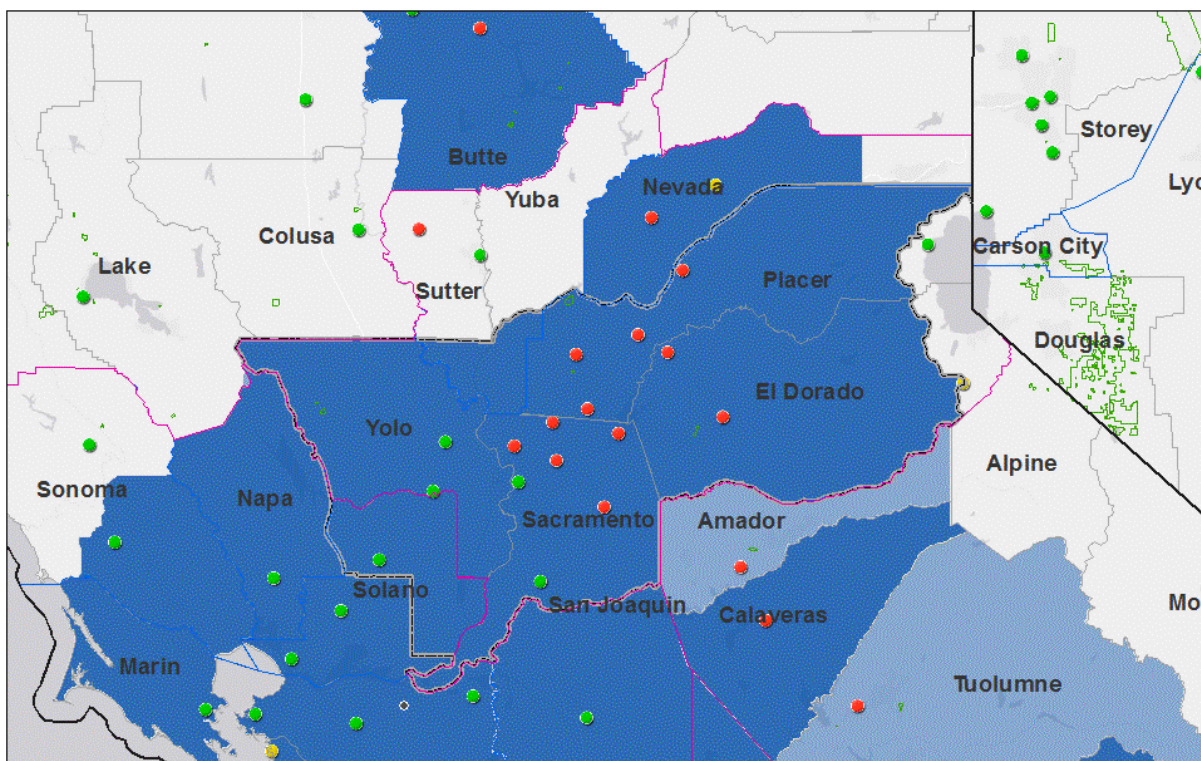 Storey
Butte
Lyo
Nevada
Yuba
Colusa
Carson City
Lake
Placer
Sutter
Douglas
El Dorado
Yolo
Alpine
Sonoma
Napa
Sacramento
Amador
Solano
San Joaquin
Mo
Calaveras
Marin
Tuolumne